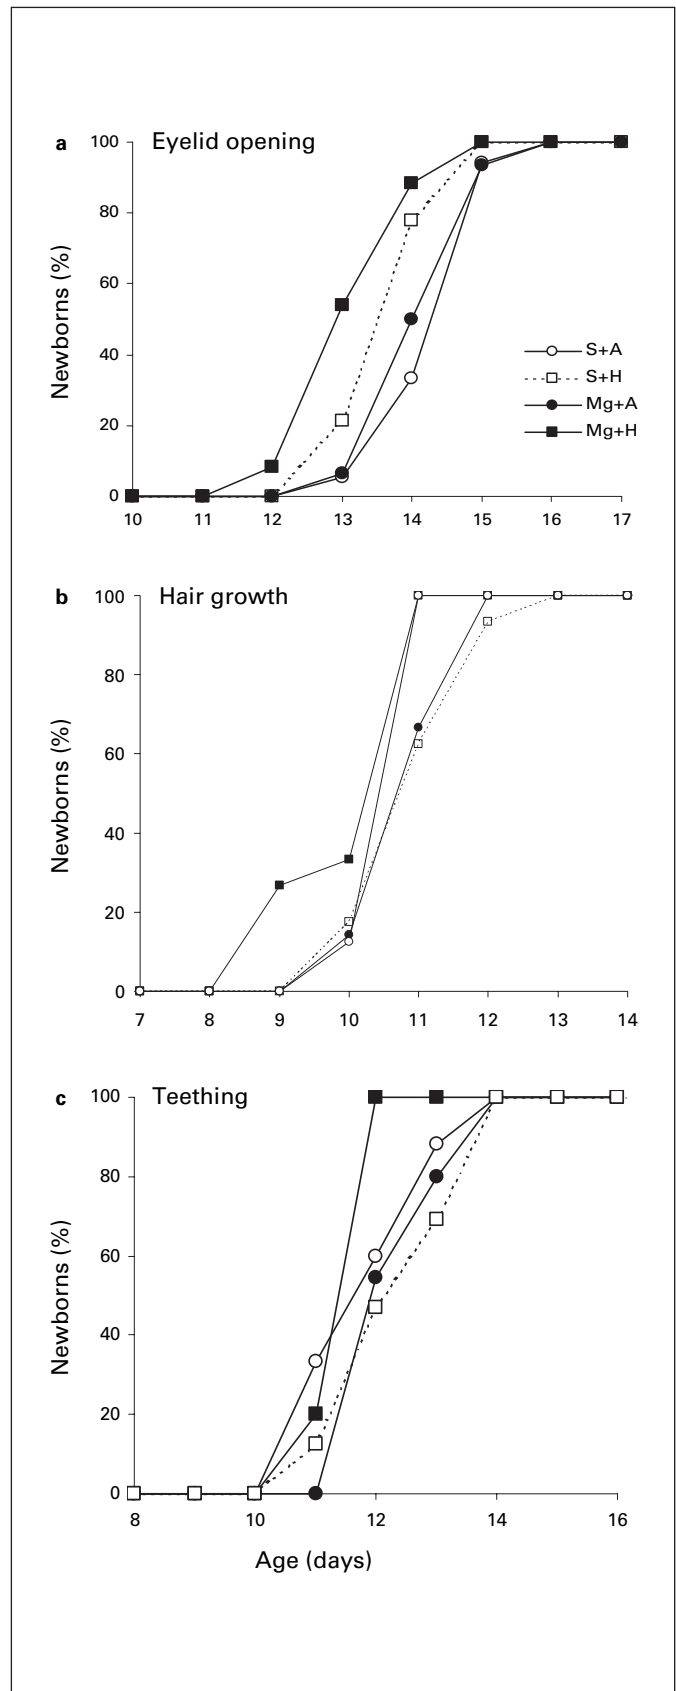 a Eyelid opening
100
80
60
40
20
0
Newborns (%)
S+A
S+H
Mg+A
Mg+H
10 11 12 13 14 15 16 17
b Hair growth
100
80
60
40
20
0
Newborns (%)
7 8 9 10 11 12 13 14
c Teething
100
80
60
40
20
0
Newborns (%)
8 10 12 14 16
Age (days)